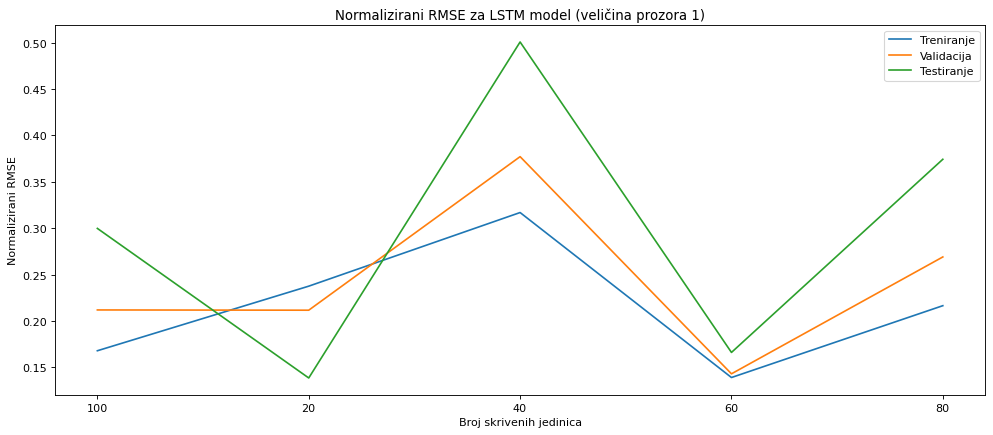 Normalizirani RMSE za LSTM model (veličina prozora 1)
Treniranje
Validacija
Testiranje
Normalizirani RMSE
0.50
0.45
0.40
0.35
0.30
0.25
0.20
0.15
100 20 40 60 80
Broj skrivenih jedinica